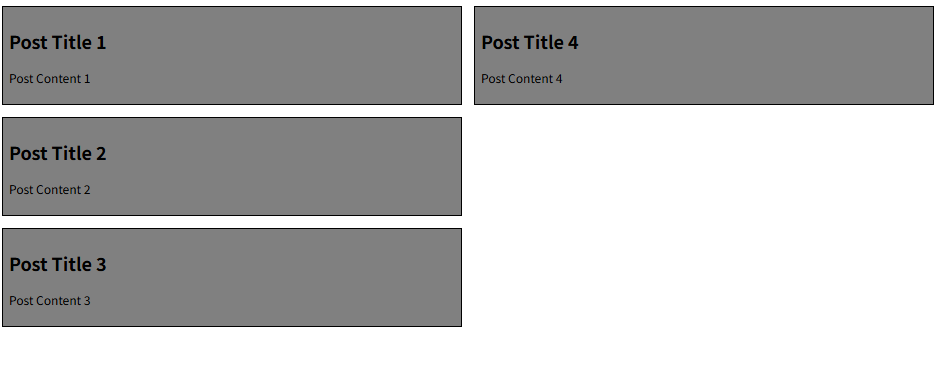 Post Title 1
Post Content 1
Post Title 2
Post Content 2
Post Title 3
Post Content 3
Post Title 4
Post Content 4